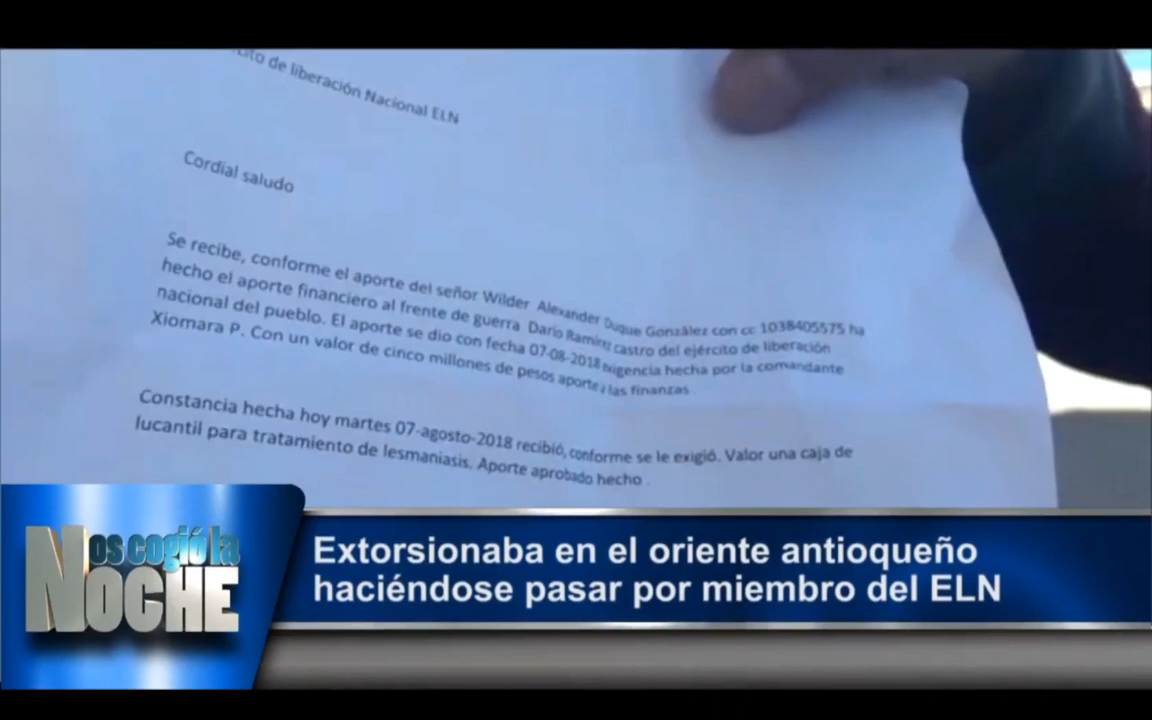 ito de liberación Nacional ELN
Cordial saludo
Se recibe, conforme el aporte del señor Wilder Alexander Duque González con cc 1038405575 ha
hecho el aporte financiero al frente de guerra Darío Ramírez castro del ejército de liberación
nacional del pueblo. El aporte se dio con fecha 07-08-2018 exigencia hecha por la comandante
Xiomara P. Con un valor de cinco millones de pesos aporte a las finanzas .
Constancia hecha hoy martes 07-agosto-2018 recibió, conforme se le exigió. Valor una caja de
lucantil para tratamiento de lesmaniasis. Aporte aprobado hecho .
Nos cogió la
NOCHE
Extorsionaba en el oriente antioqueño
haciéndose pasar por miembro del ELN